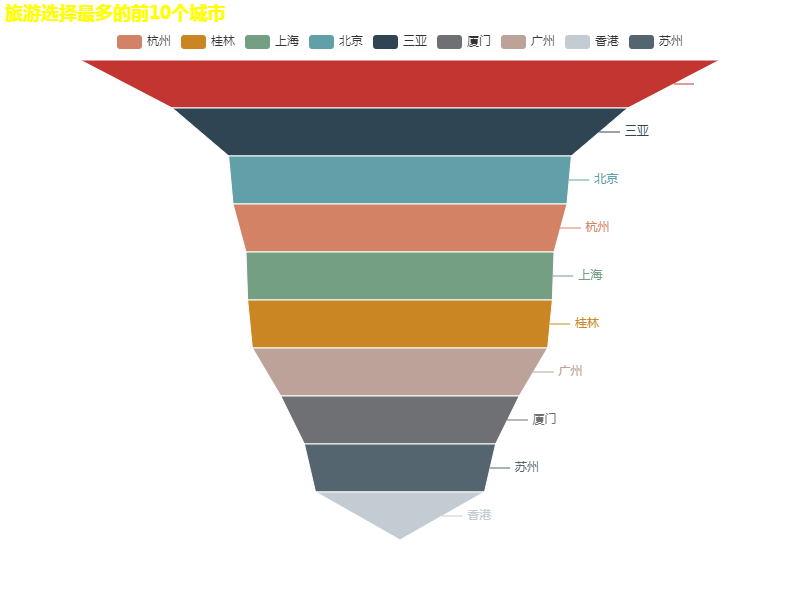 旅游选择最多的前10个城市
杭州 桂林 上海 北京 三亚 厦门 广州 香港 苏州
三亚
北京
杭州
上海
桂林
广州
厦门
苏州
香港